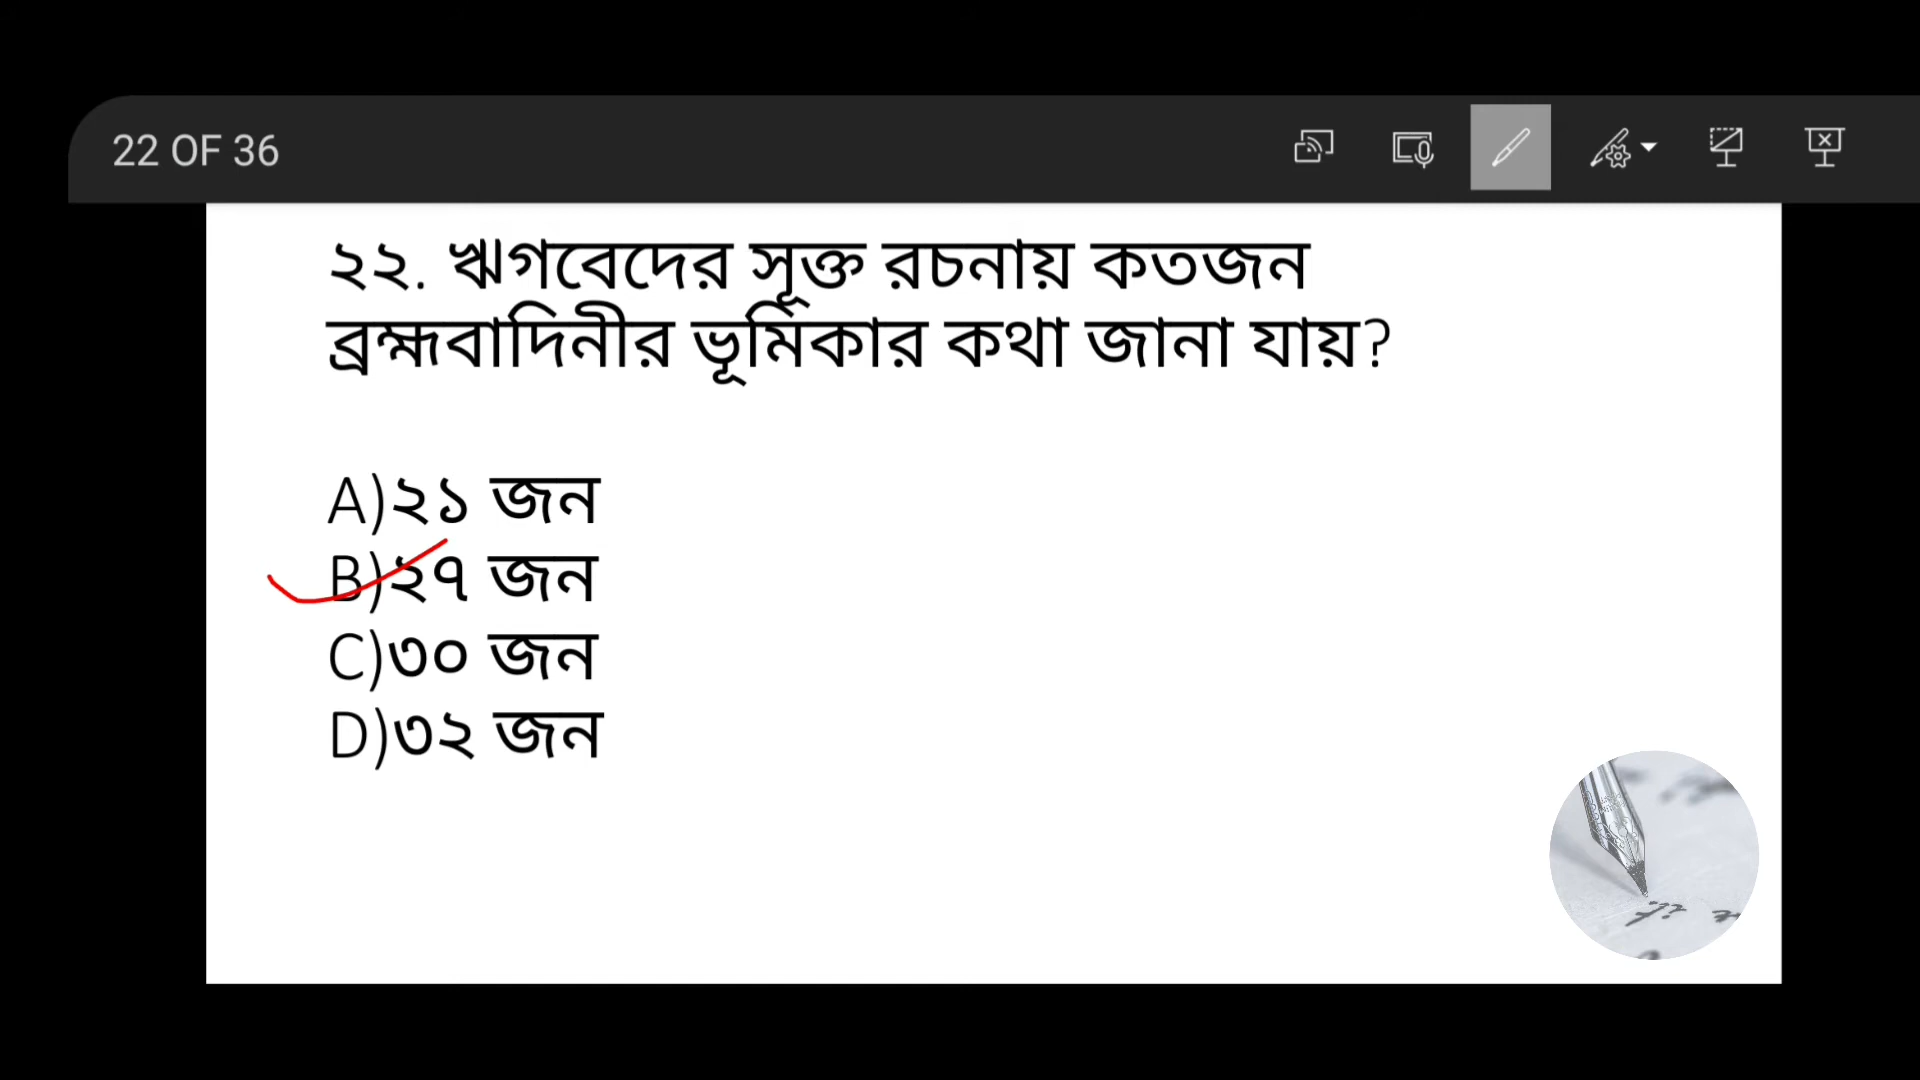 22 OF 36
২২. ঋগবেদের সূক্ত রচনায় কতজন
ব্রহ্মবাদিনীর ভূমিকার কথা জানা যায়?
A)২১ জন
B)২৭ জন
C)৩০ জন
D)৩২ জন